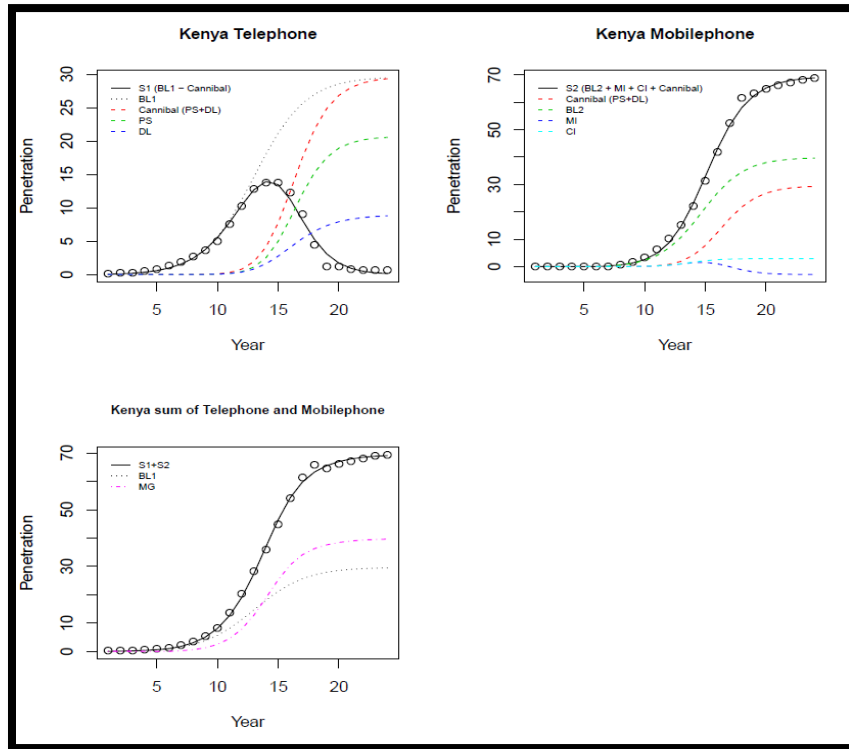 Kenya Telephone
Penetration
30
25
20
15
10
5
0
S1 (BL1 − Cannibal)
BL1
Cannibal (PS+DL)
PS
DL
5 10 15 20
Year
Kenya Mobilephone
Penetration
70
50
30
10
0
S2 (BL2 + MI + CI + Cannibal)
Cannibal (PS+DL)
BL2
MI
CI
5 10 15 20
Year
Kenya sum of Telephone and Mobilephone
Penetration
70
50
30
10
0
S1+S2
BL1
MG
5 10 15 20
Year